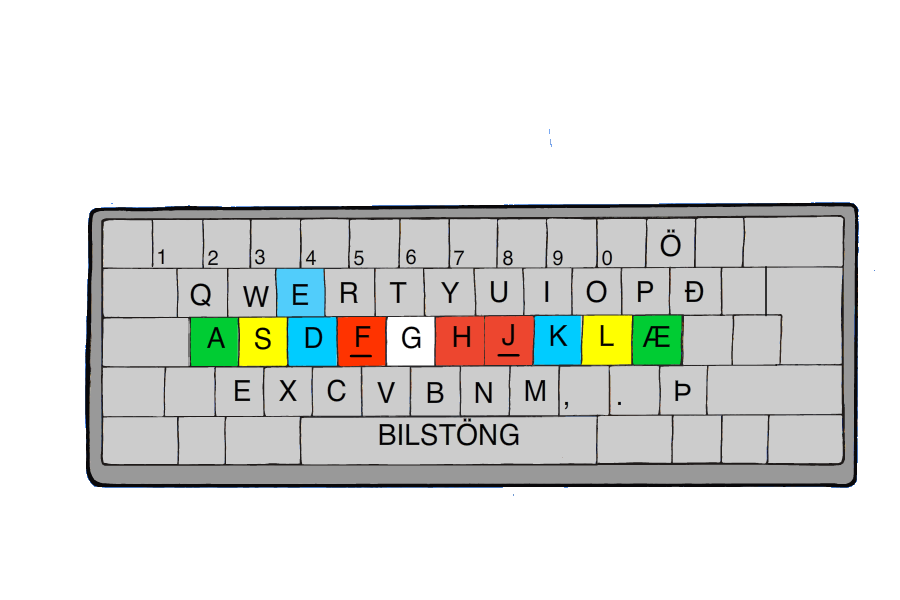 1 2 3 4 5 6 7 8 9 0 Ö
Q W E R T Y U I O P Đ
A S D F G H J K L Æ
E X C V B N M , . Þ
BILSTÖNG